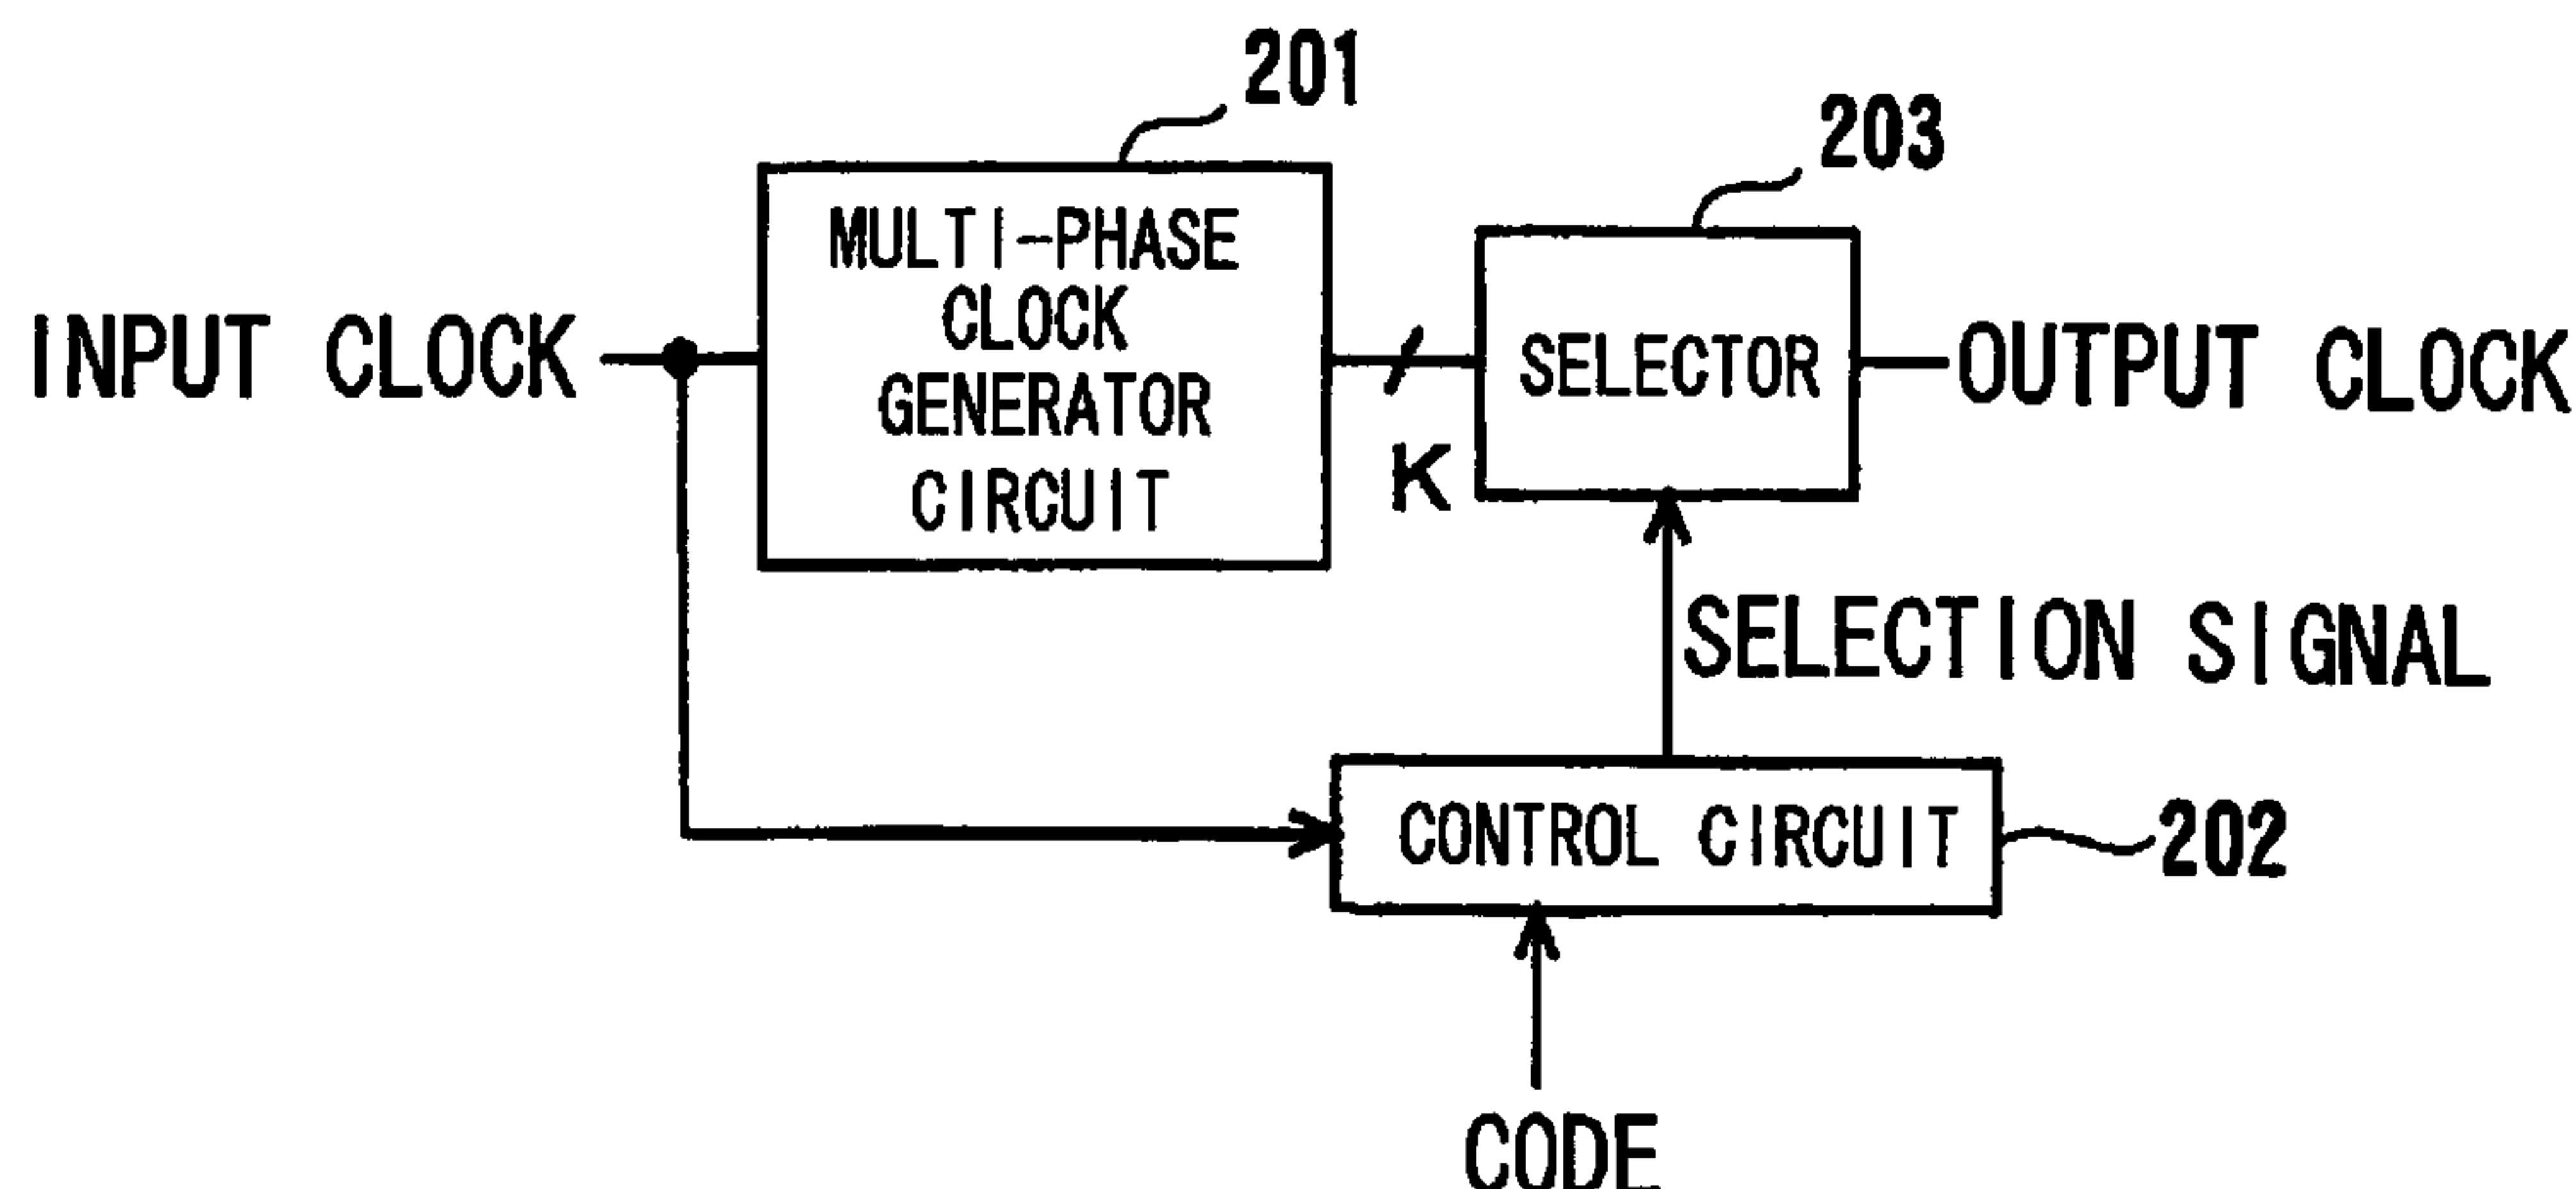 201
203
MULTI-PHASE
CLOCK
GENERATOR
CIRCUIT
INPUT CLOCK
SELECTOR
OUTPUT CLOCK
K
SELECTION SIGNAL
CONTROL CIRCUIT
202
CODE